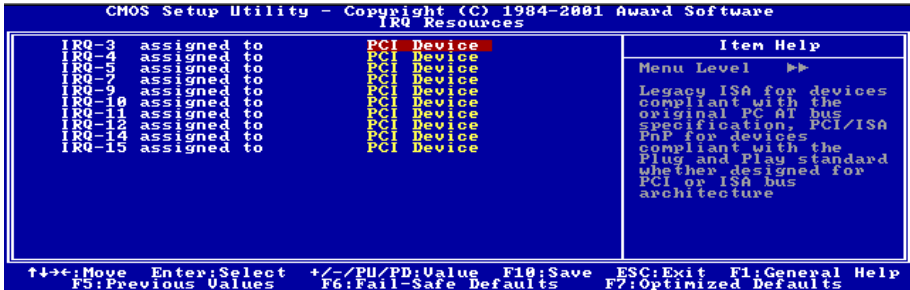 CMOS Setup Utility - Copyright (C) 1984-2001 Award Software
IRQ Resources
IRQ-3 assigned to PCI Device
IRQ-4 assigned to PCI Device
IRQ-5 assigned to PCI Device
IRQ-7 assigned to PCI Device
IRQ-9 assigned to PCI Device
IRQ-10 assigned to PCI Device
IRQ-11 assigned to PCI Device
IRQ-12 assigned to PCI Device
IRQ-14 assigned to PCI Device
IRQ-15 assigned to PCI Device
Item Help
Menu Level ▶▶
Legacy ISA for devices
compliant with the
original PC AT bus
specification, PCI/ISA
PnP for devices
compliant with the
Plug and Play standard
whether designed for
PCI or ISA bus
architecture
↑↓→←:Move Enter:Select +/-/PU/PD:Value F10:Save ESC:Exit F1:General Help
F5:Previous Values F6:Fail-Safe Defaults F7:Optimized Defaults